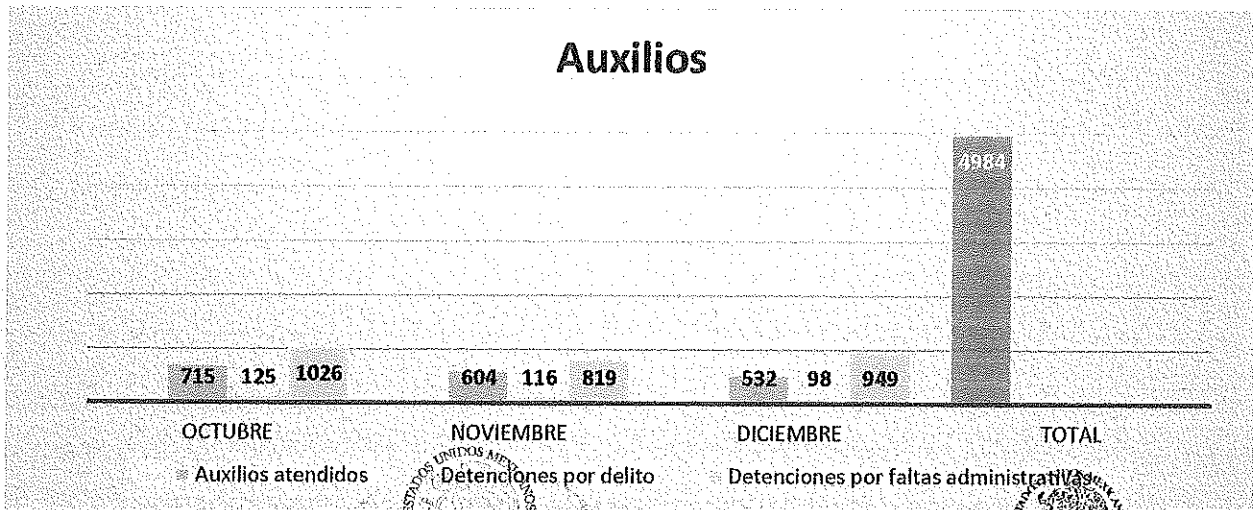 Auxilios
4984
715 125 1026 604 116 819 532 98 949
OCTUBRE NOVIEMBRE DICIEMBRE TOTAL
Auxilios atendidos Detenciones por delito Detenciones por faltas administrativas
UNIDOS